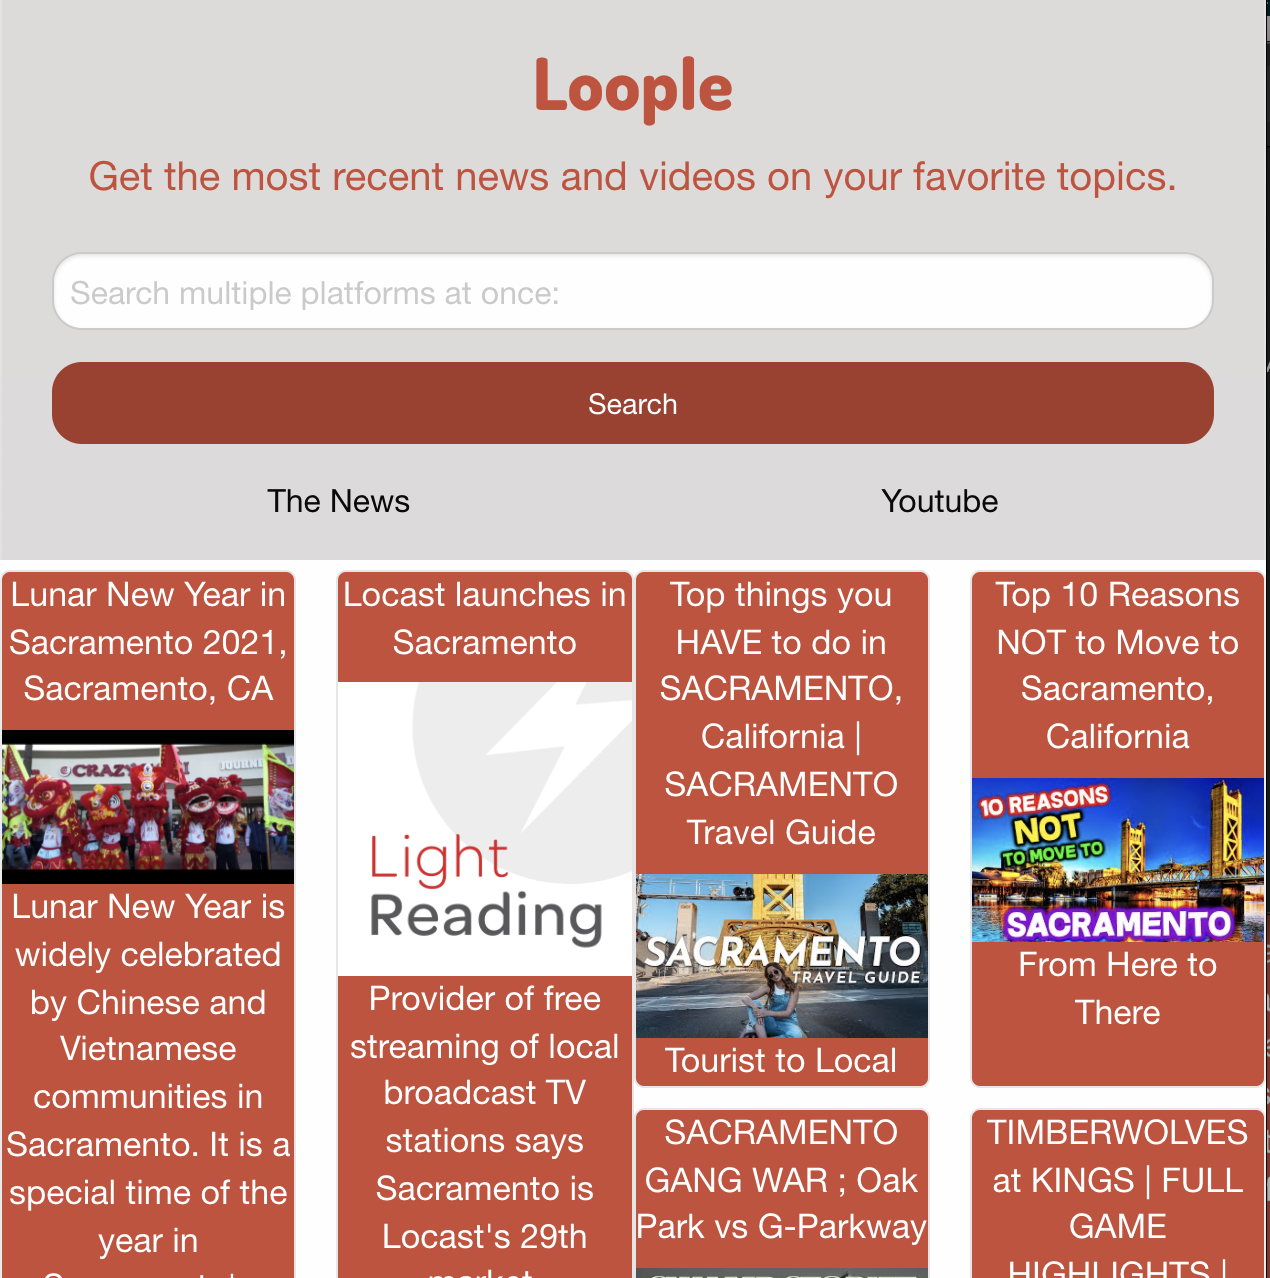 Loople
Get the most recent news and videos on your favorite topics.
Search multiple platforms at once:
Search
The News
Youtube
Lunar New Year in
Sacramento 2021,
Sacramento, CA
Lunar New Year is
widely celebrated
by Chinese and
Vietnamese
communities in
Sacramento. It is a
special time of the
year in
Locast launches in
Sacramento
Light
Reading
Provider of free
streaming of local
broadcast TV
stations says
Sacramento is
Locast's 29th
market
Top things you
HAVE to do in
SACRAMENTO,
California |
SACRAMENTO
Travel Guide
SACRAMENTO
TRAVEL GUIDE
Tourist to Local
SACRAMENTO
GANG WAR ; Oak
Park vs G-Parkway
Top 10 Reasons
NOT to Move to
Sacramento,
California
10 REASONS
NOT
TO MOVE TO
SACRAMENTO
From Here to
There
TIMBERWOLVES
at KINGS | FULL
GAME
HIGHLIGHTS |